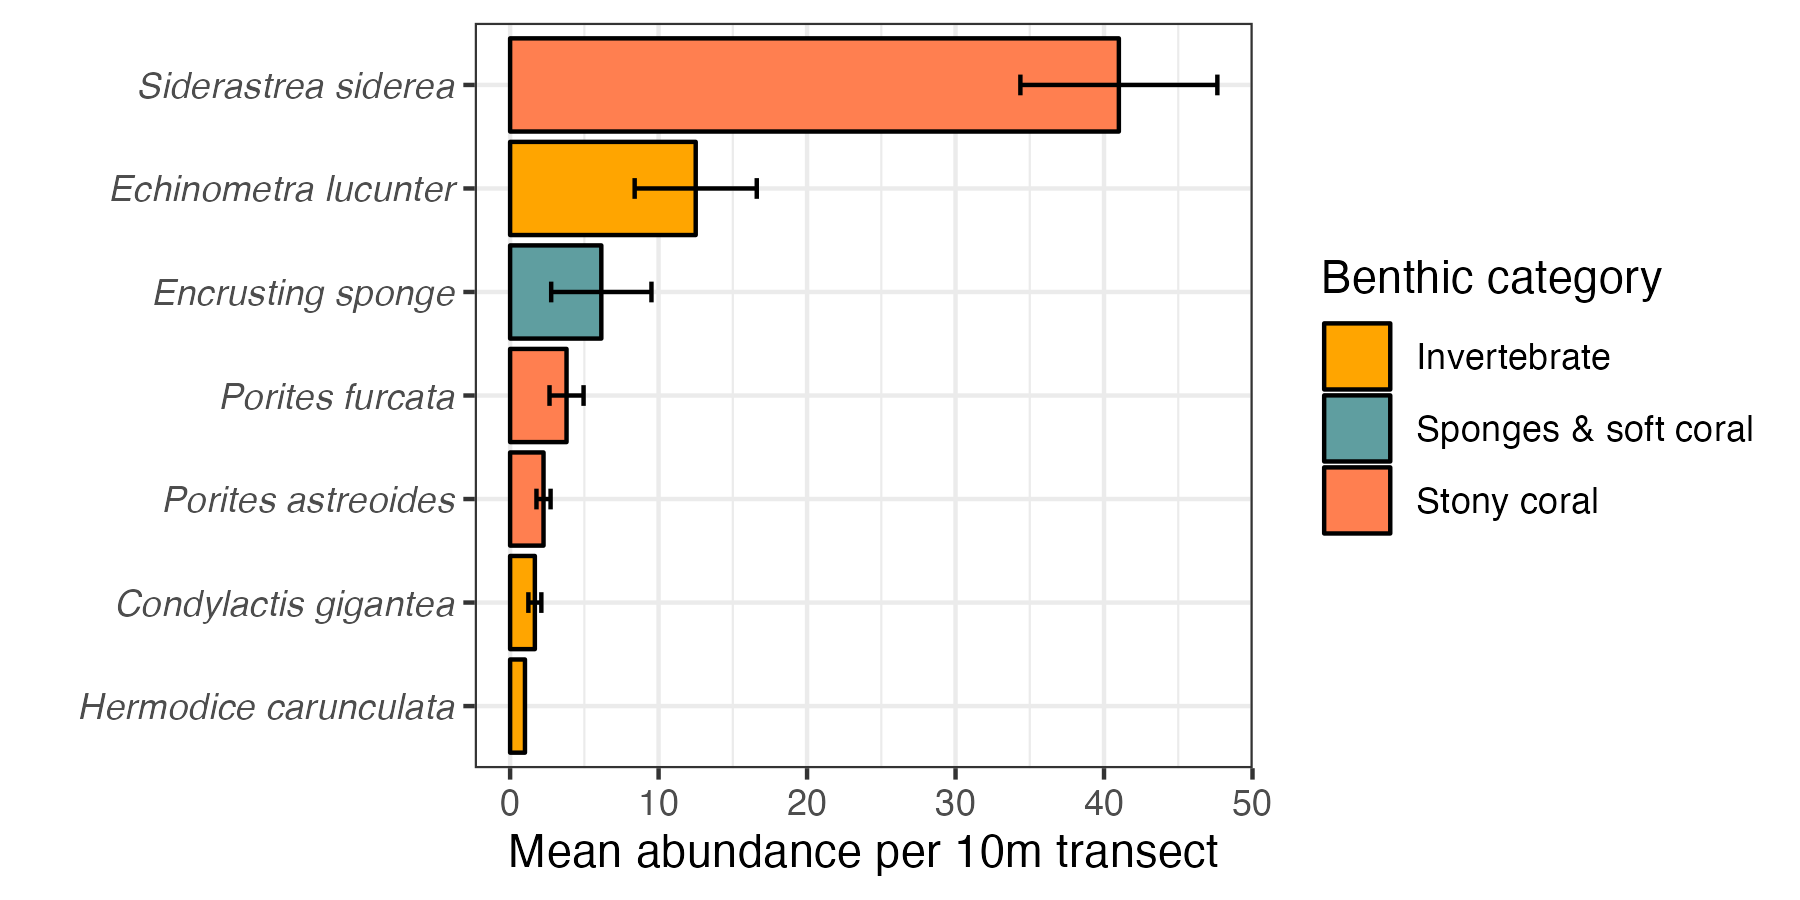 Siderastrea siderea
Echinometra lucunter
Encrusting sponge
Porites furcata
Porites astreoides
Condylactis gigantea
Hermodice carunculata
0 10 20 30 40 50
Mean abundance per 10m transect
Benthic category
Invertebrate
Sponges & soft coral
Stony coral